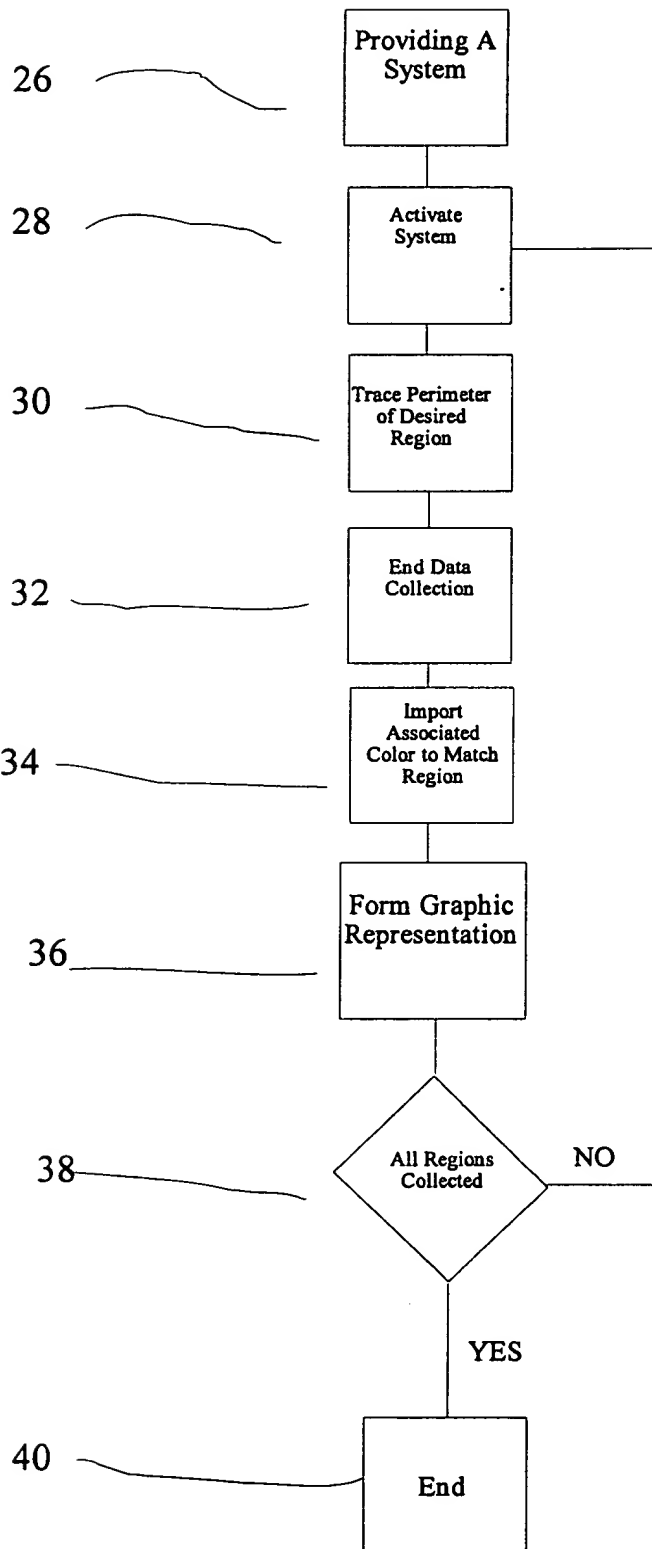 Providing A
System
26
Activate
System
28
Trace Perimeter
of Desired
Region
30
End Data
Collection
32
Import
Associated
Color to Match
Region
34
Form Graphic
Representation
36
All Regions
Collected
38
NO
YES
End
40